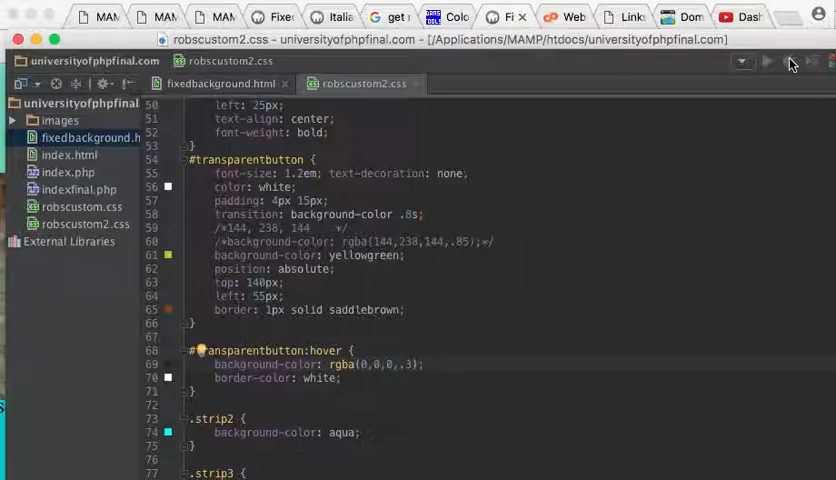 MAM
MAM
MAM
Fixe
Italia
get r
Colo
Fi
Web
Links
Dom
Dash
robscustom2.css - universityofphpfinal.com - [/Applications/MAMP/htdocs/universityofphpfinal.com]
universityofphpfinal.com
robscustom2.css
fixedbackground.html
robscustom2.css
universityofphpfinal.
images
fixedbackground.h
index.html
index.php
indexfinal.php
robscustom.css
robscustom2.css
External Libraries
50 left: 25px;
51 text-align: center;
52 font-weight: bold;
53 }
54 #transparentbutton {
55 font-size: 1.2em; text-decoration: none,
56 color: white;
57 padding: 4px 15px;
58 transition: background-color .8s;
59 /*144, 238, 144 */
60 /*background-color: rgba(144,238,144,.85);*/
61 background-color: yellowgreen;
62 position: absolute;
63 top: 140px;
64 left: 55px;
65 border: 1px solid saddlebrown;
66 }
67
68 # ansparentbutton:hover {
69 background-color: rgba(0,0,0,.3);
70 border-color: white;
71 }
72
73 .strip2 {
74 background-color: aqua;
75 }
76
77 .strip3 {